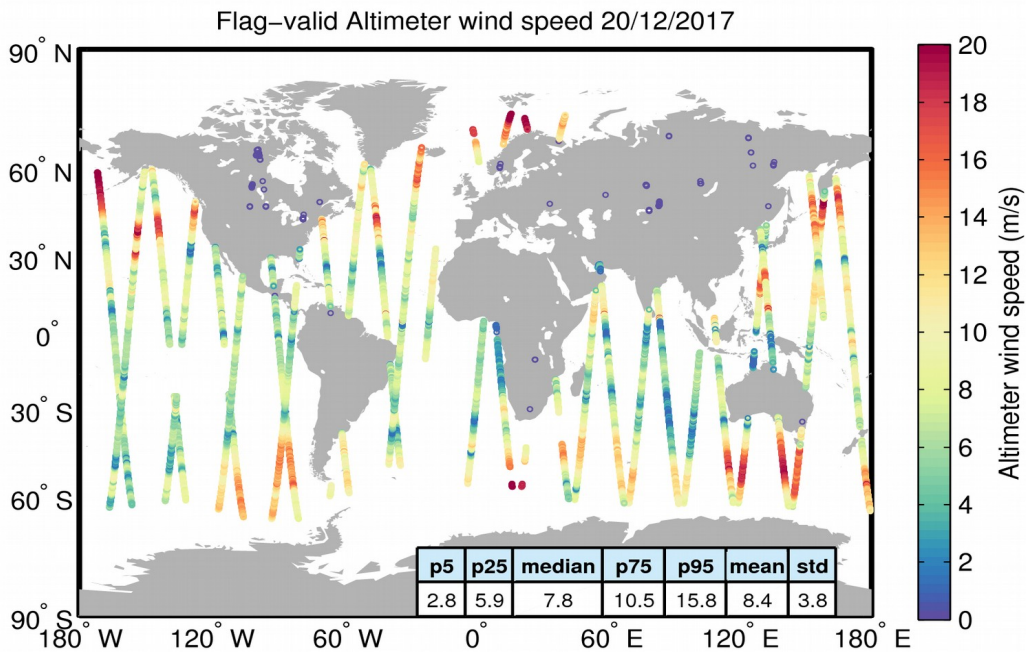 Flag−valid Altimeter wind speed 20/12/2017
90° N
60° N
30° N
0°
30° S
60° S
90° S
180° W
120° W
60° W
0°
60° E
120° E
180° E
p5 p25 median p75 p95 mean std
2.8 5.9 7.8 10.5 15.8 8.4 3.8
20
18
16
14
12
10
8
6
4
2
0
Altimeter wind speed (m/s)